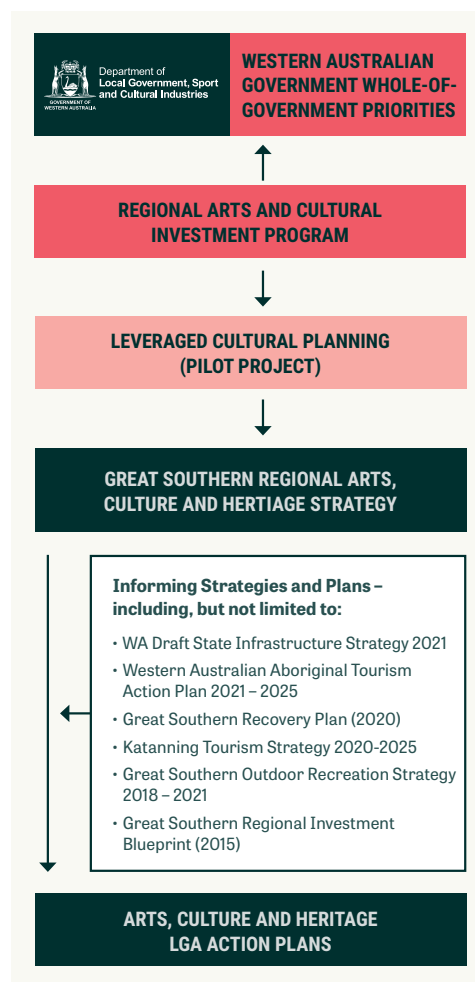 Department of
Local Government, Sport
and Cultural Industries
GOVERNMENT OF
WESTERN AUSTRALIA
WESTERN AUSTRALIAN
GOVERNMENT WHOLE-OF-
GOVERNMENT PRIORITIES
REGIONAL ARTS AND CULTURAL
INVESTMENT PROGRAM
LEVERAGED CULTURAL PLANNING
(PILOT PROJECT)
GREAT SOUTHERN REGIONAL ARTS,
CULTURE AND HERTIAGE STRATEGY
Informing Strategies and Plans –
including, but not limited to:
• WA Draft State Infrastructure Strategy 2021
• Western Australian Aboriginal Tourism
Action Plan 2021 – 2025
• Great Southern Recovery Plan (2020)
• Katanning Tourism Strategy 2020-2025
• Great Southern Outdoor Recreation Strategy
2018 – 2021
• Great Southern Regional Investment
Blueprint (2015)
ARTS, CULTURE AND HERITAGE
LGA ACTION PLANS